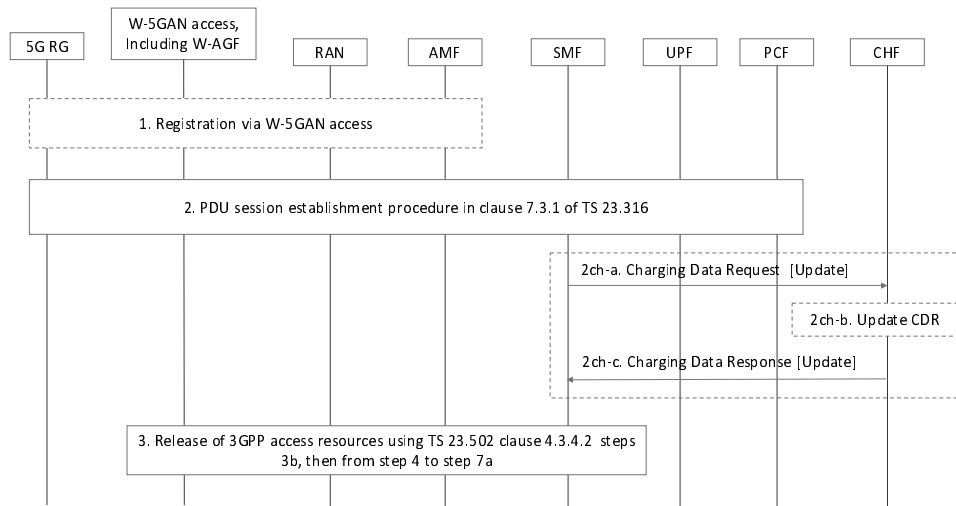 W-5GAN access,
Including W-AGF
5G RG
RAN
AMF
SMF
UPF
PCF
CHF
1. Registration via W-5GAN access
2. PDU session establishment procedure in clause 7.3.1 of TS 23.316
2ch-a. Charging Data Request [Update]
2ch-b. Update CDR
2ch-c. Charging Data Response [Update]
3. Release of 3GPP access resources using TS 23.502 clause 4.3.4.2 steps
3b, then from step 4 to step 7a